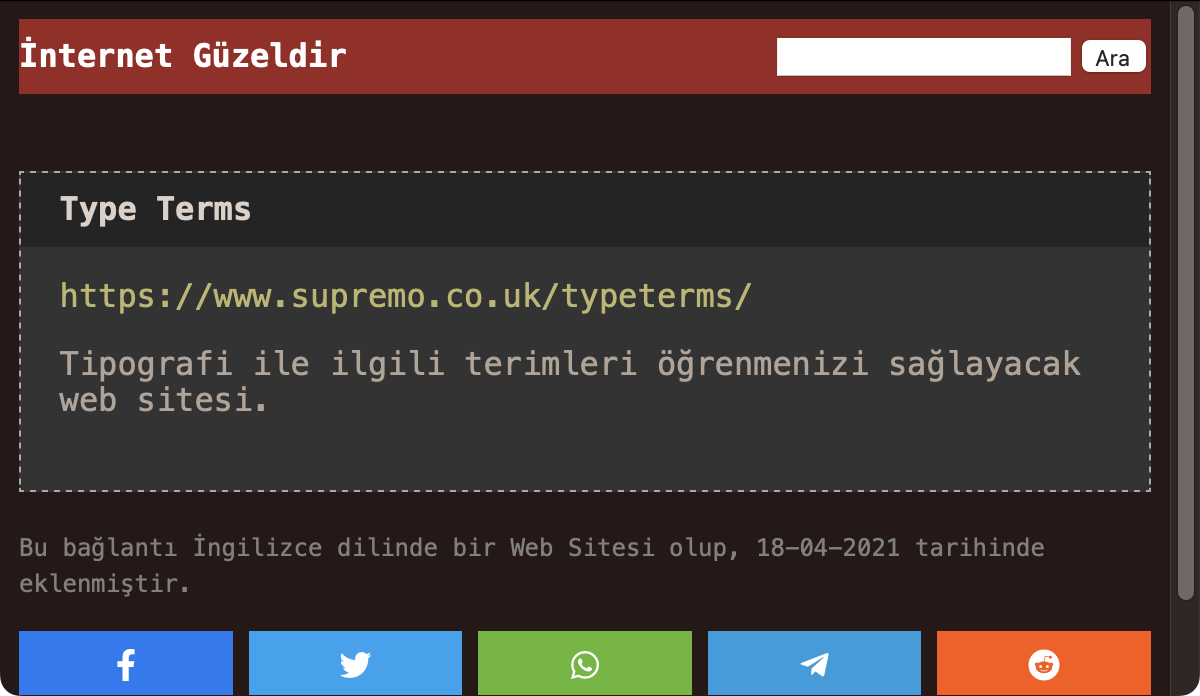 İnternet Güzeldir
Ara
Type Terms
https://www.supremo.co.uk/typeterms/
Tipografi ile ilgili terimleri öğrenmenizi sağlayacak
web sitesi.
Bu bağlantı İngilizce dilinde bir Web Sitesi olup, 18-04-2021 tarihinde
eklenmiştir.